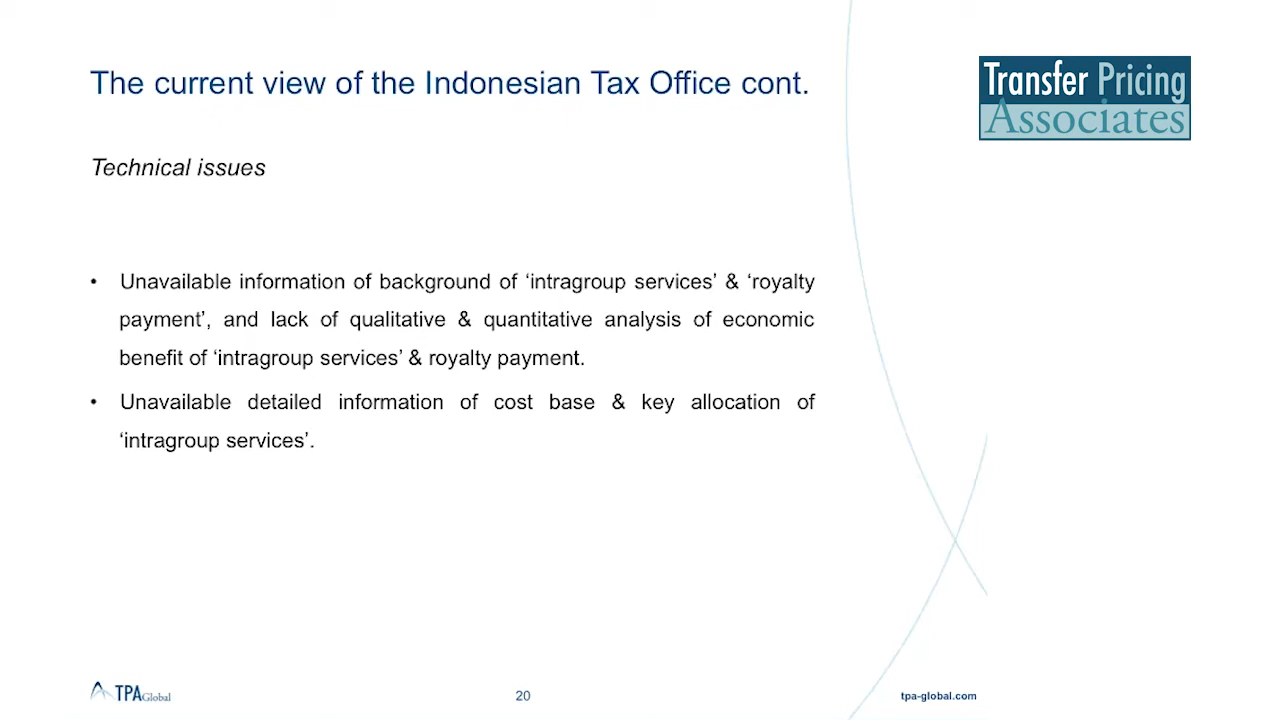 The current view of the Indonesian Tax Office cont.
Transfer Pricing
Associates
Technical issues
• Unavailable information of background of ‘intragroup services’ & ‘royalty
payment’, and lack of qualitative & quantitative analysis of economic
benefit of ‘intragroup services’ & royalty payment.
• Unavailable detailed information of cost base & key allocation of
‘intragroup services’.
TPA Global
20
tpa-global.com